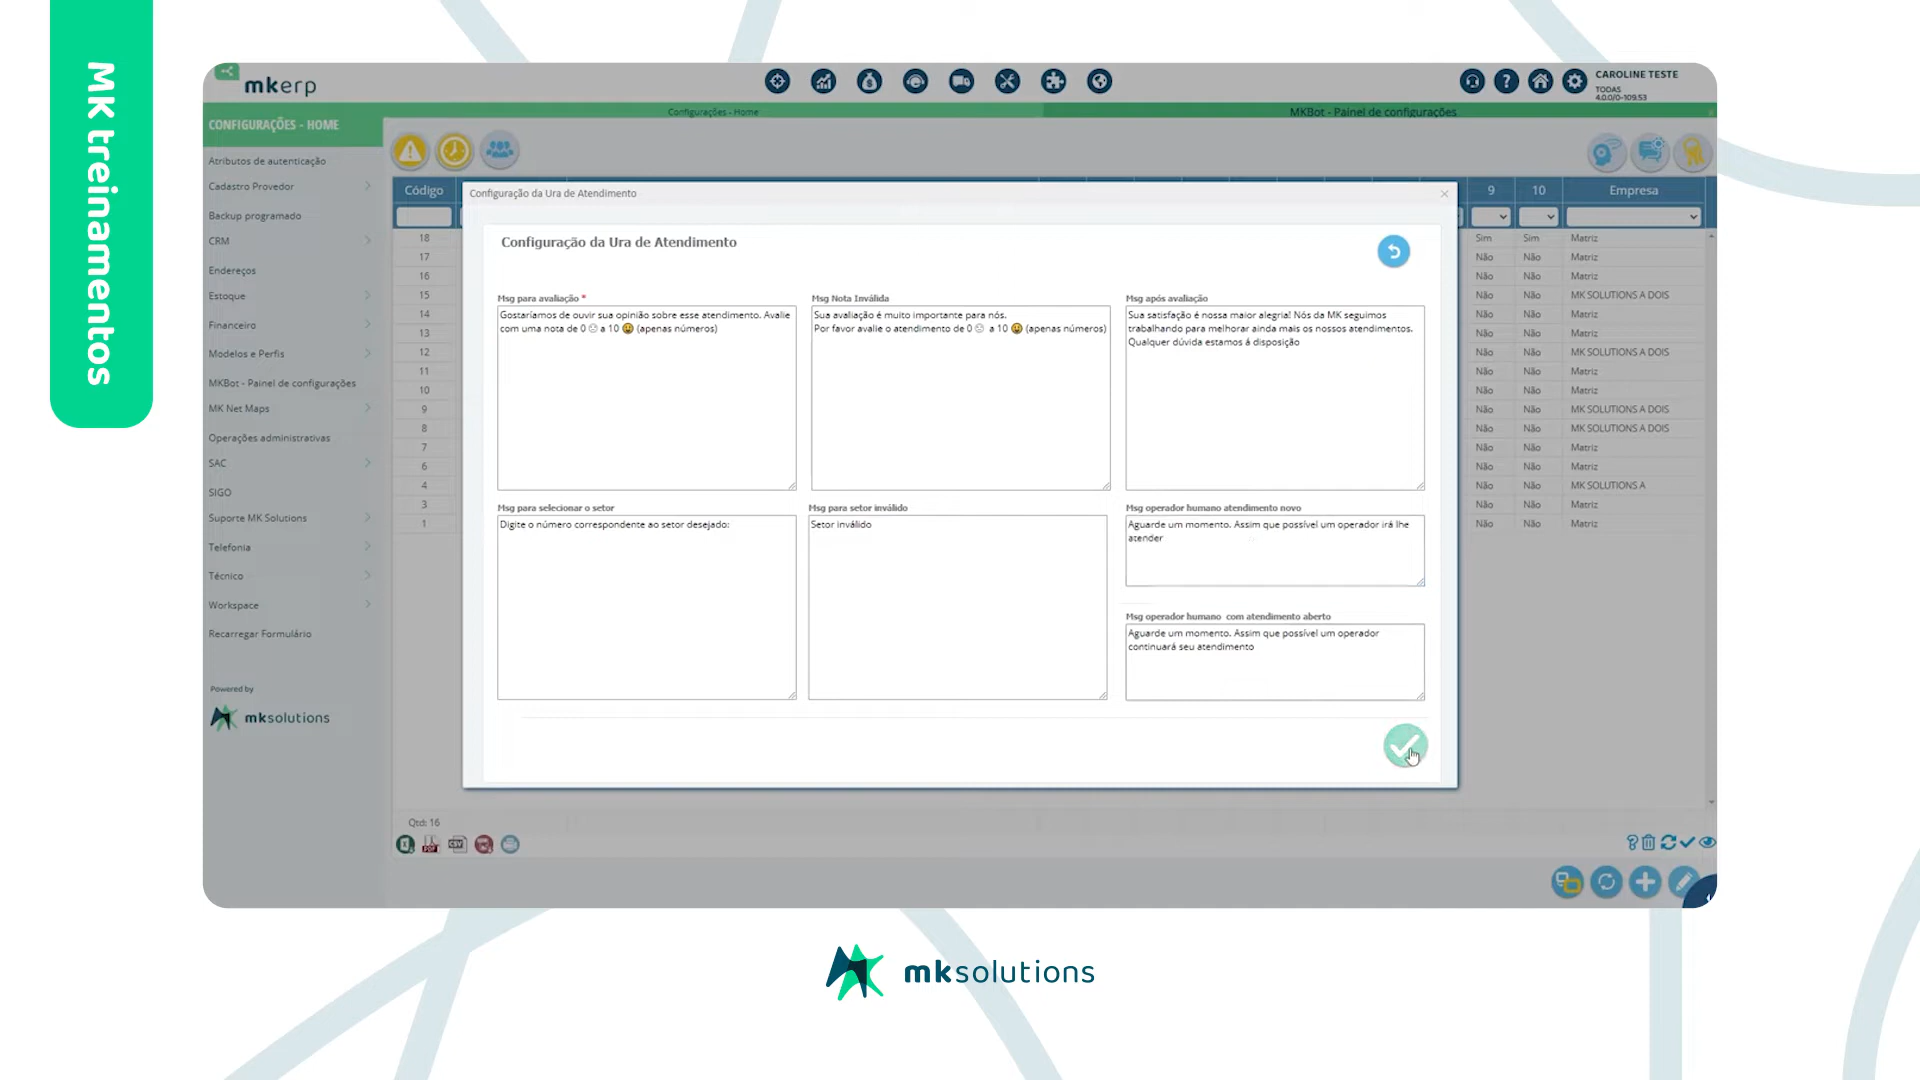 MK treinamentos
mkerp
CAROLINE TESTE
TODAS
4.0.0/0-109.53
Configurações - Home
MKBot - Painel de configurações
CONFIGURAÇÕES - HOME
Atributos de autenticação
Cadastro Provedor
Backup programado
CRM
Endereços
Estoque
Financeiro
Modelos e Perfis
MKBot - Painel de configurações
MK Net Maps
Operações administrativas
SAC
SIGO
Suporte MK Solutions
Telefonia
Técnico
Workspace
Recarregar Formulário
Powered by
mksolutions
Código
9 10 Empresa
18 Sim Sim Matriz
17 Não Não Matriz
16 Não Não Matriz
15 Não Não MK SOLUTIONS A DOIS
14 Não Não Matriz
13 Não Não Matriz
12 Não Não MK SOLUTIONS A DOIS
11 Não Não Matriz
10 Não Não Matriz
9 Não Não MK SOLUTIONS A DOIS
8 Não Não MK SOLUTIONS A DOIS
7 Não Não Matriz
6 Não Não Matriz
4 Não Não MK SOLUTIONS A
3 Não Não Matriz
1 Não Não Matriz
Configuração da Ura de Atendimento
Configuração da Ura de Atendimento
Msg para avaliação *
Gostaríamos de ouvir sua opinião sobre esse atendimento. Avalie
com uma nota de 0 ☹ a 10 😀 (apenas números)
Msg Nota Inválida
Sua avaliação é muito importante para nós.
Por favor avalie o atendimento de 0 ☹ a 10 😀 (apenas números)
Msg após avaliação
Sua satisfação é nossa maior alegria! Nós da MK seguimos
trabalhando para melhorar ainda mais os nossos atendimentos.
Qualquer dúvida estamos á disposição
Msg para selecionar o setor
Digite o número correspondente ao setor desejado:
Msg para setor inválido
Setor inválido
Msg operador humano atendimento novo
Aguarde um momento. Assim que possível um operador irá lhe
atender
Msg operador humano com atendimento aberto
Aguarde um momento. Assim que possível um operador
continuará seu atendimento
Qtd: 16
PDF
CSV
mksolutions